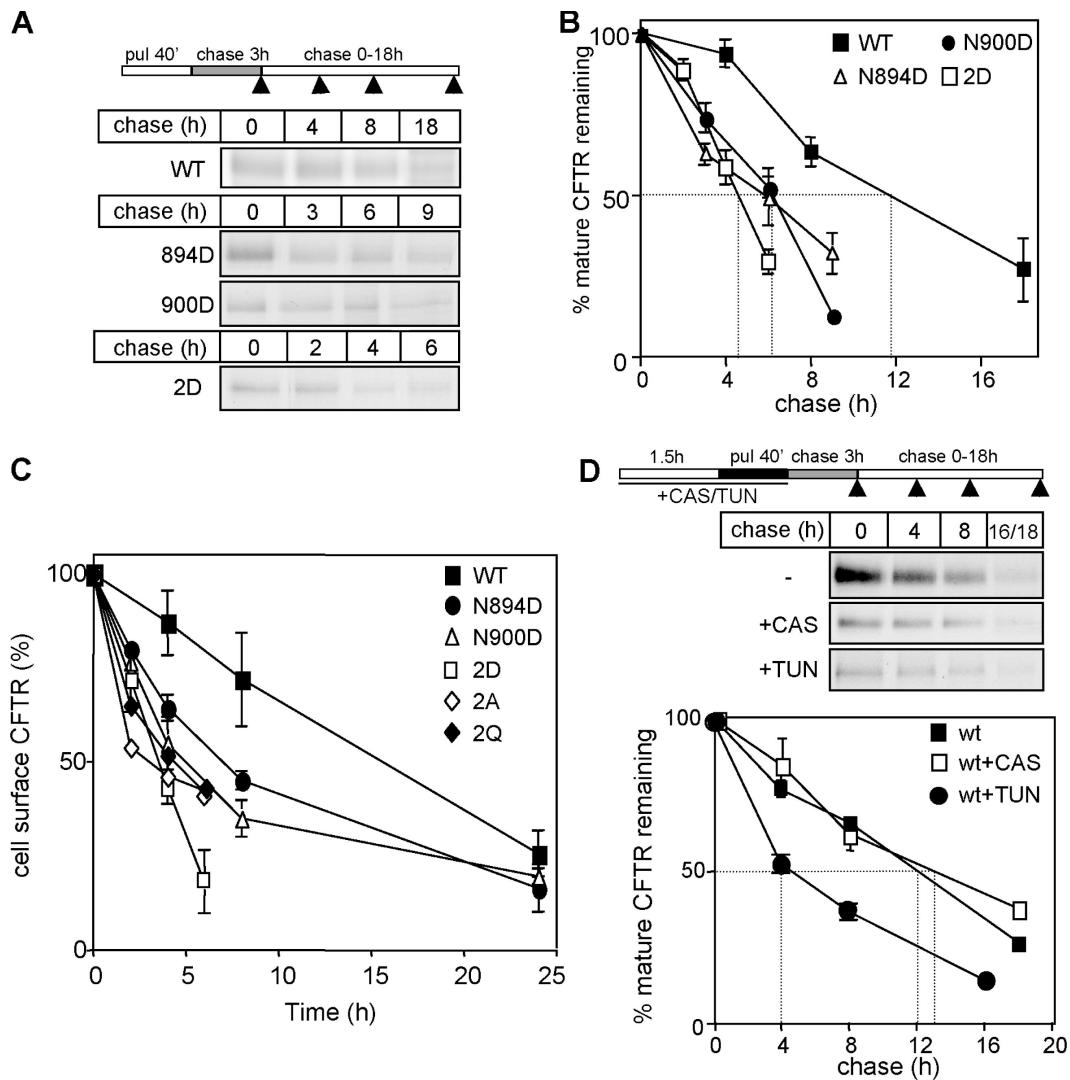 A
pul 40' chase 3h chase 0-18h
chase (h) 0 4 8 18
WT
chase (h) 0 3 6 9
894D
900D
chase (h) 0 2 4 6
2D
B
% mature CFTR remaining
100
50
0
WT N900D
N894D 2D
0 4 8 12 16
chase (h)
C
cell surface CFTR (%)
100
50
0
WT
N894D
N900D
2D
2A
2Q
0 5 10 15 20 25
Time (h)
D
1.5h pul 40' chase 3h chase 0-18h
+CAS/TUN
chase (h) 0 4 8 16/18
-
+CAS
+TUN
% mature CFTR remaining
100
50
0
wt
wt+CAS
wt+TUN
0 4 8 12 16 20
chase (h)